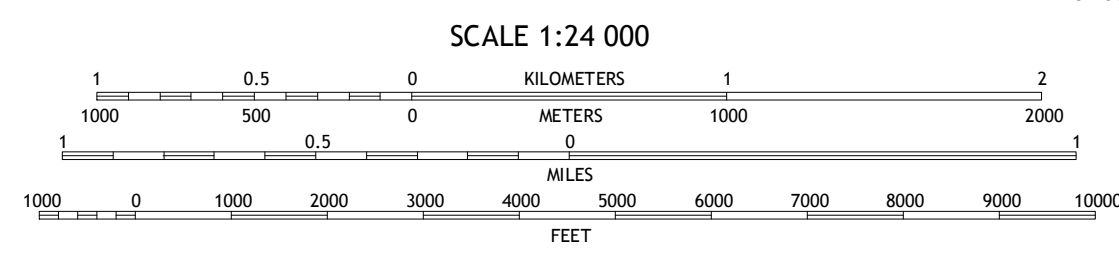 SCALE 1:24 000
1 0.5 0 KILOMETERS 1 2
1000 500 0 METERS 1000 2000
1 0.5 0 1
MILES
1000 0 1000 2000 3000 4000 5000 6000 7000 8000 9000 10000
FEET